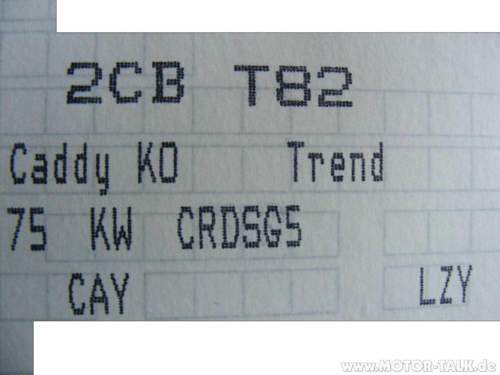 2CB T82
Caddy KO Trend
75 KW CRDSG5
CAY LZY
www.MOTOR-TALK.de